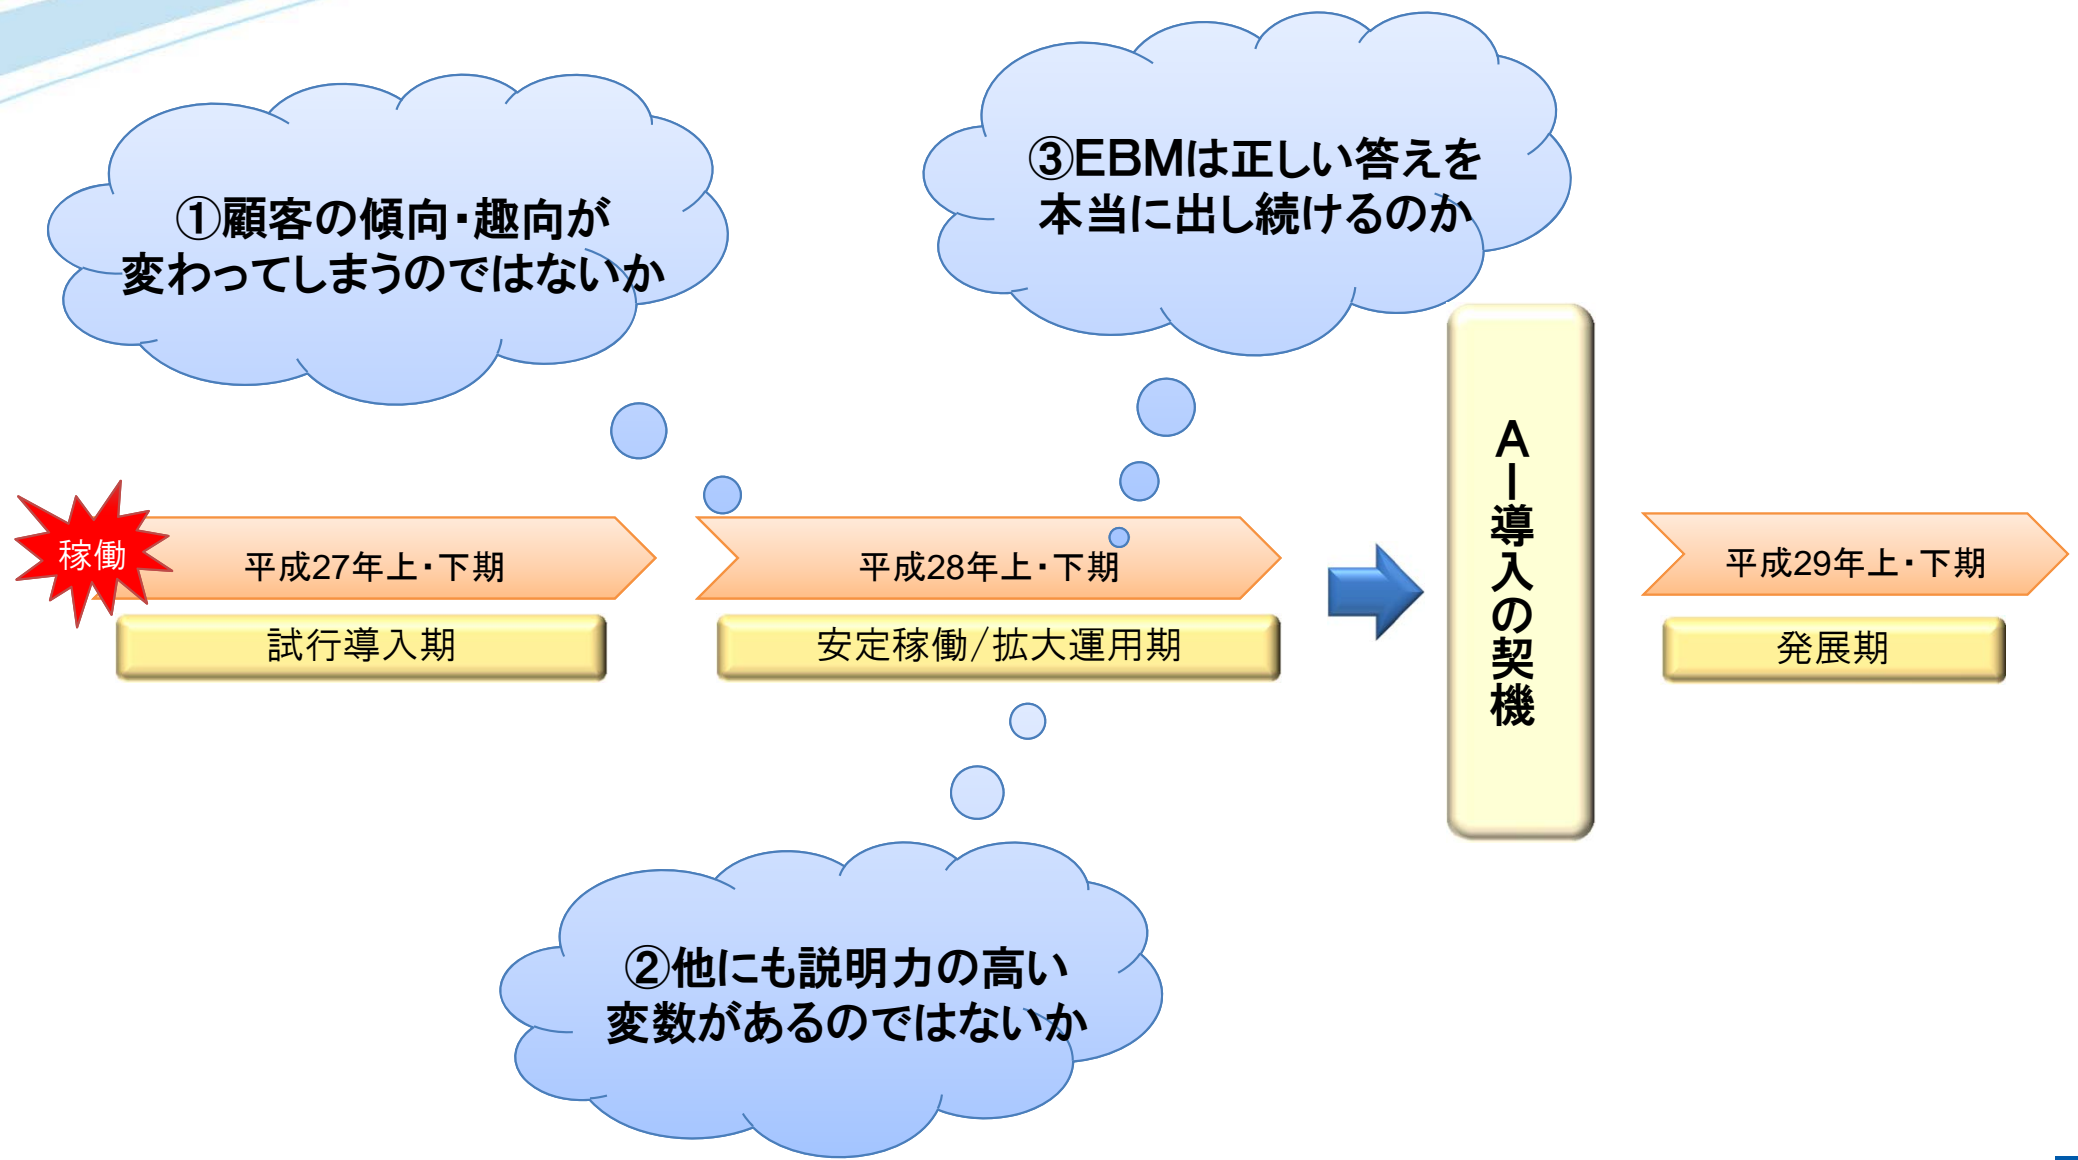 ①顧客の傾向・趣向が
変わってしまうのではないか
③EBMは正しい答えを
本当に出し続けるのか
稼働
平成27年上・下期
試行導入期
平成28年上・下期
安定稼働/拡大運用期
②他にも説明力の高い
変数があるのではないか
AI導入の契機
平成29年上・下期
発展期